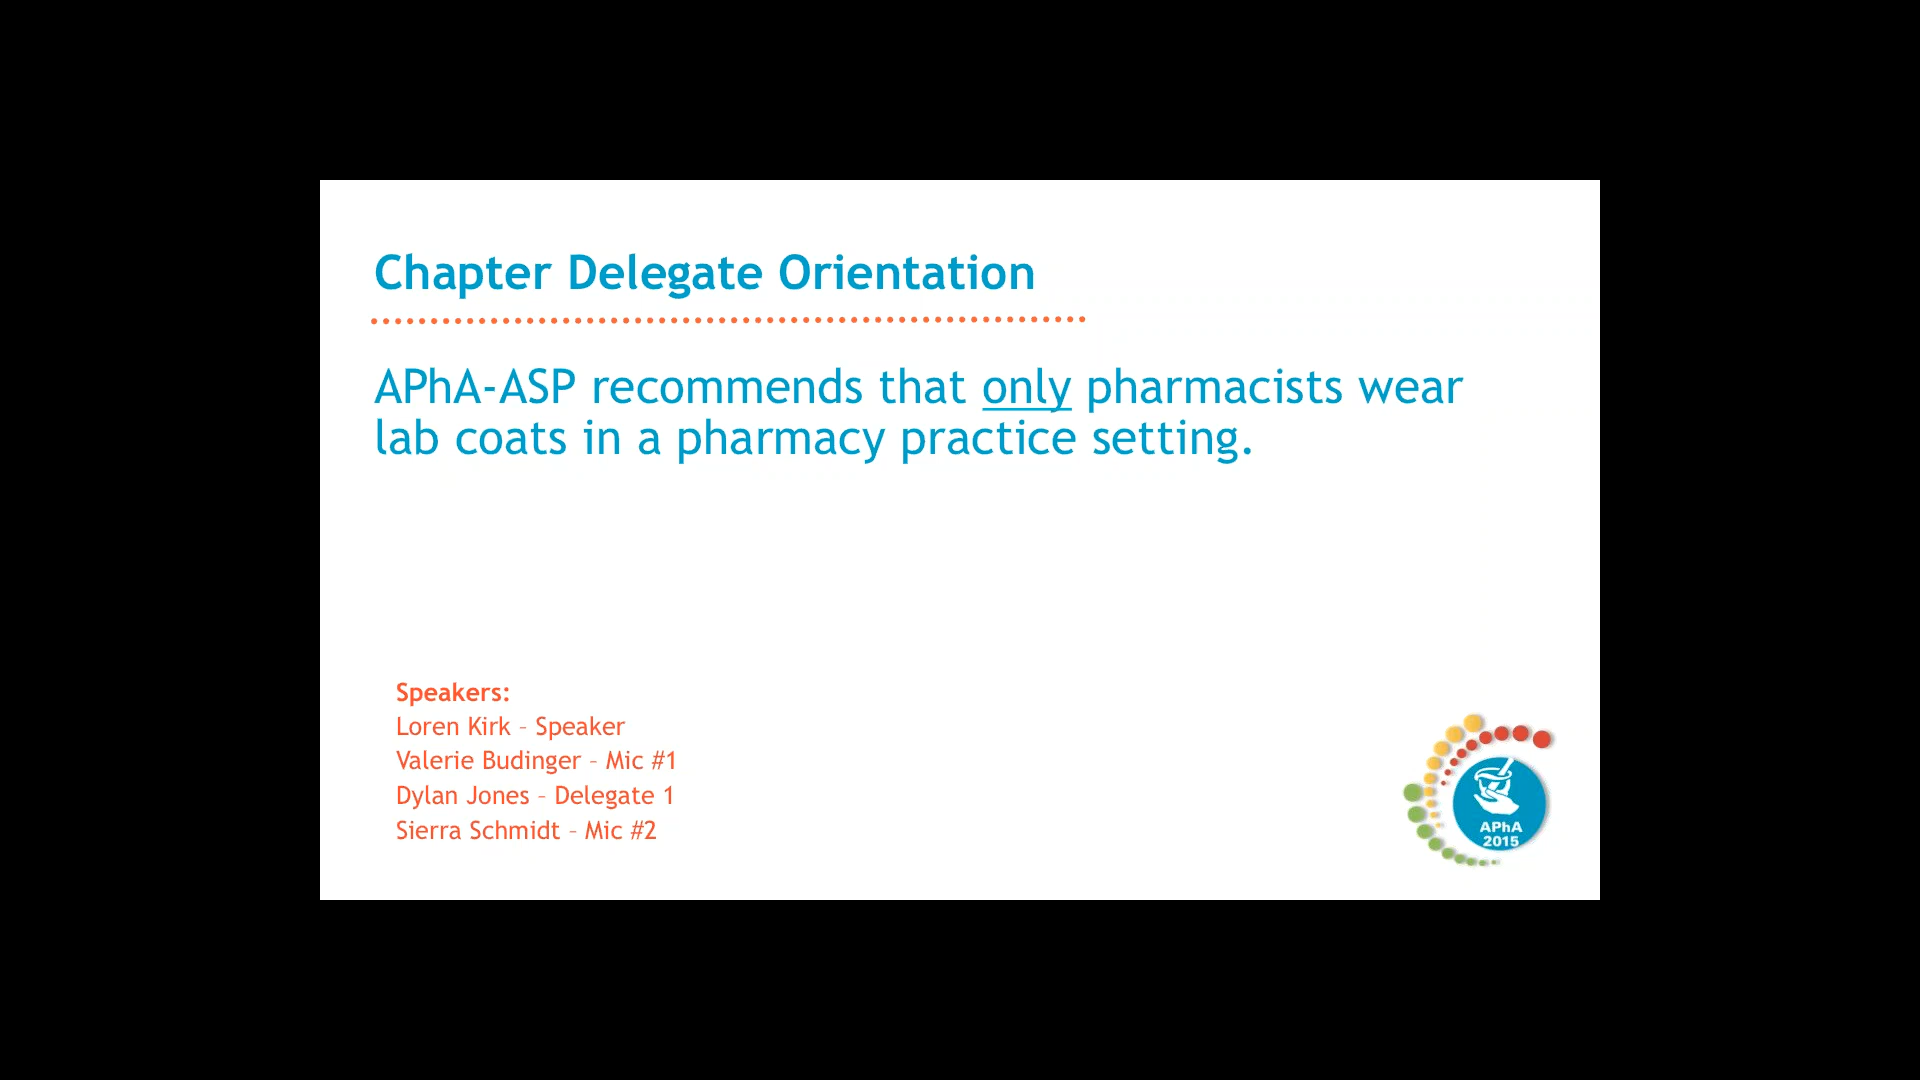 Chapter Delegate Orientation
APhA-ASP recommends that only pharmacists wear
lab coats in a pharmacy practice setting.
Speakers:
Loren Kirk – Speaker
Valerie Budinger – Mic #1
Dylan Jones – Delegate 1
Sierra Schmidt – Mic #2
APhA
2015